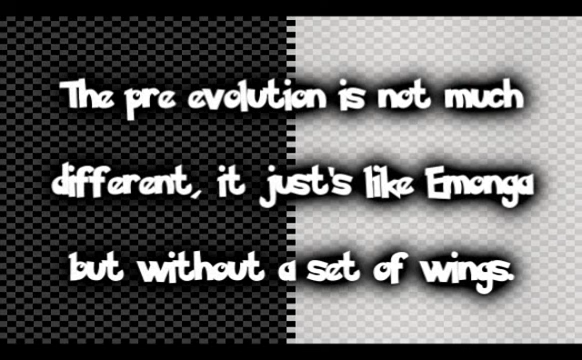 The pre evolution is not much
different, it just's like Emonga
but without a set of wings.